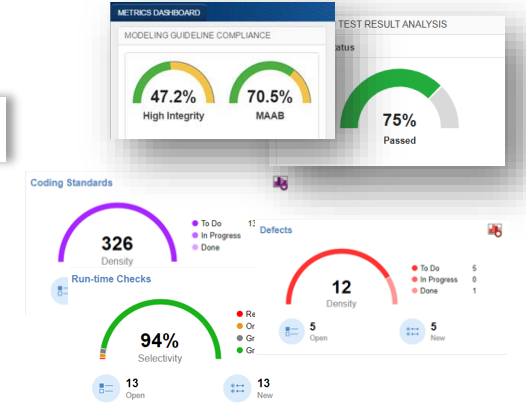 METRICS DASHBOARD
MODELING GUIDELINE COMPLIANCE
47.2%
High Integrity
70.5%
MAAB
TEST RESULT ANALYSIS
75%
Passed
Coding Standards
326
Density
To Do
In Progress
Done
Defects
12
Density
To Do 5
In Progress 0
Done 1
5
Open
5
New
Run-time Checks
94%
Selectivity
13
Open
13
New